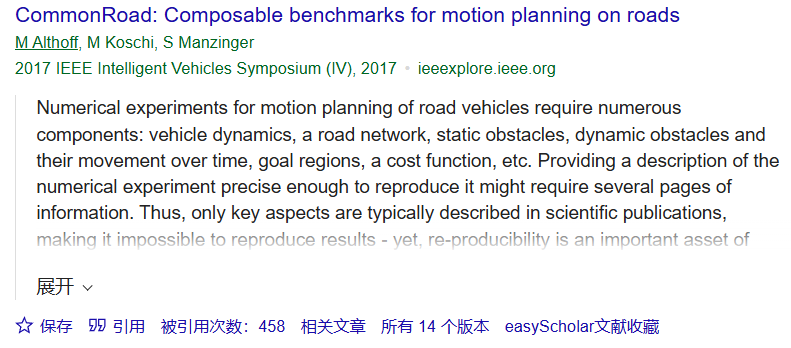 CommonRoad: Composable benchmarks for motion planning on roads
M Althoff, M Koschi, S Manzinger
2017 IEEE Intelligent Vehicles Symposium (IV), 2017 • ieeexplore.ieee.org
Numerical experiments for motion planning of road vehicles require numerous
components: vehicle dynamics, a road network, static obstacles, dynamic obstacles and
their movement over time, goal regions, a cost function, etc. Providing a description of the
numerical experiment precise enough to reproduce it might require several pages of
information. Thus, only key aspects are typically described in scientific publications,
making it impossible to reproduce results - yet, re-producibility is an important asset of
展开
保存 引用 被引用次数：458 相关文章 所有 14 个版本 easyScholar文献收藏